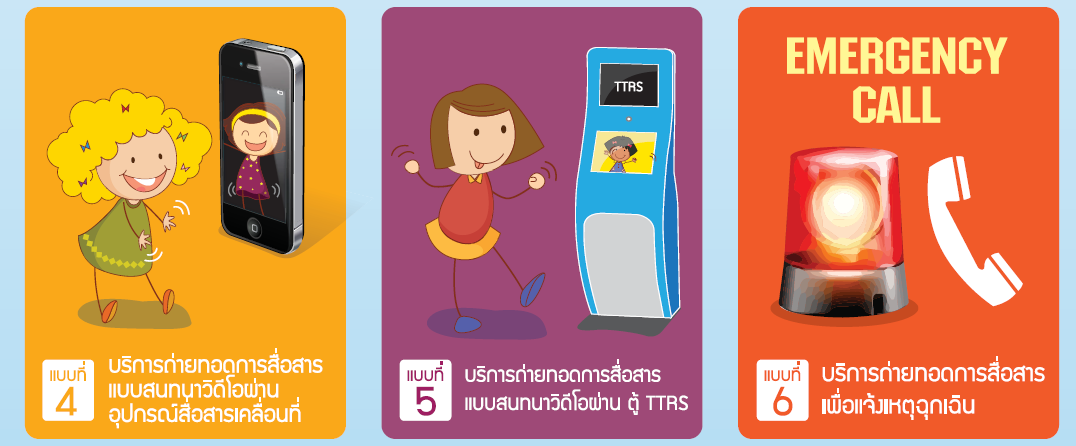 แบบที่
4
บริการถ่ายทอดการสื่อสาร
แบบสนทนาวิดีโอผ่าน
อุปกรณ์สื่อสารเคลื่อนที่
TTRS
แบบที่
5
บริการถ่ายทอดการสื่อสาร
แบบสนทนาวิดีโอผ่าน ตู้ TTRS
EMERGENCY
CALL
แบบที่
6
บริการถ่ายทอดการสื่อสาร
เพื่อแจ้งเหตุฉุกเฉิน